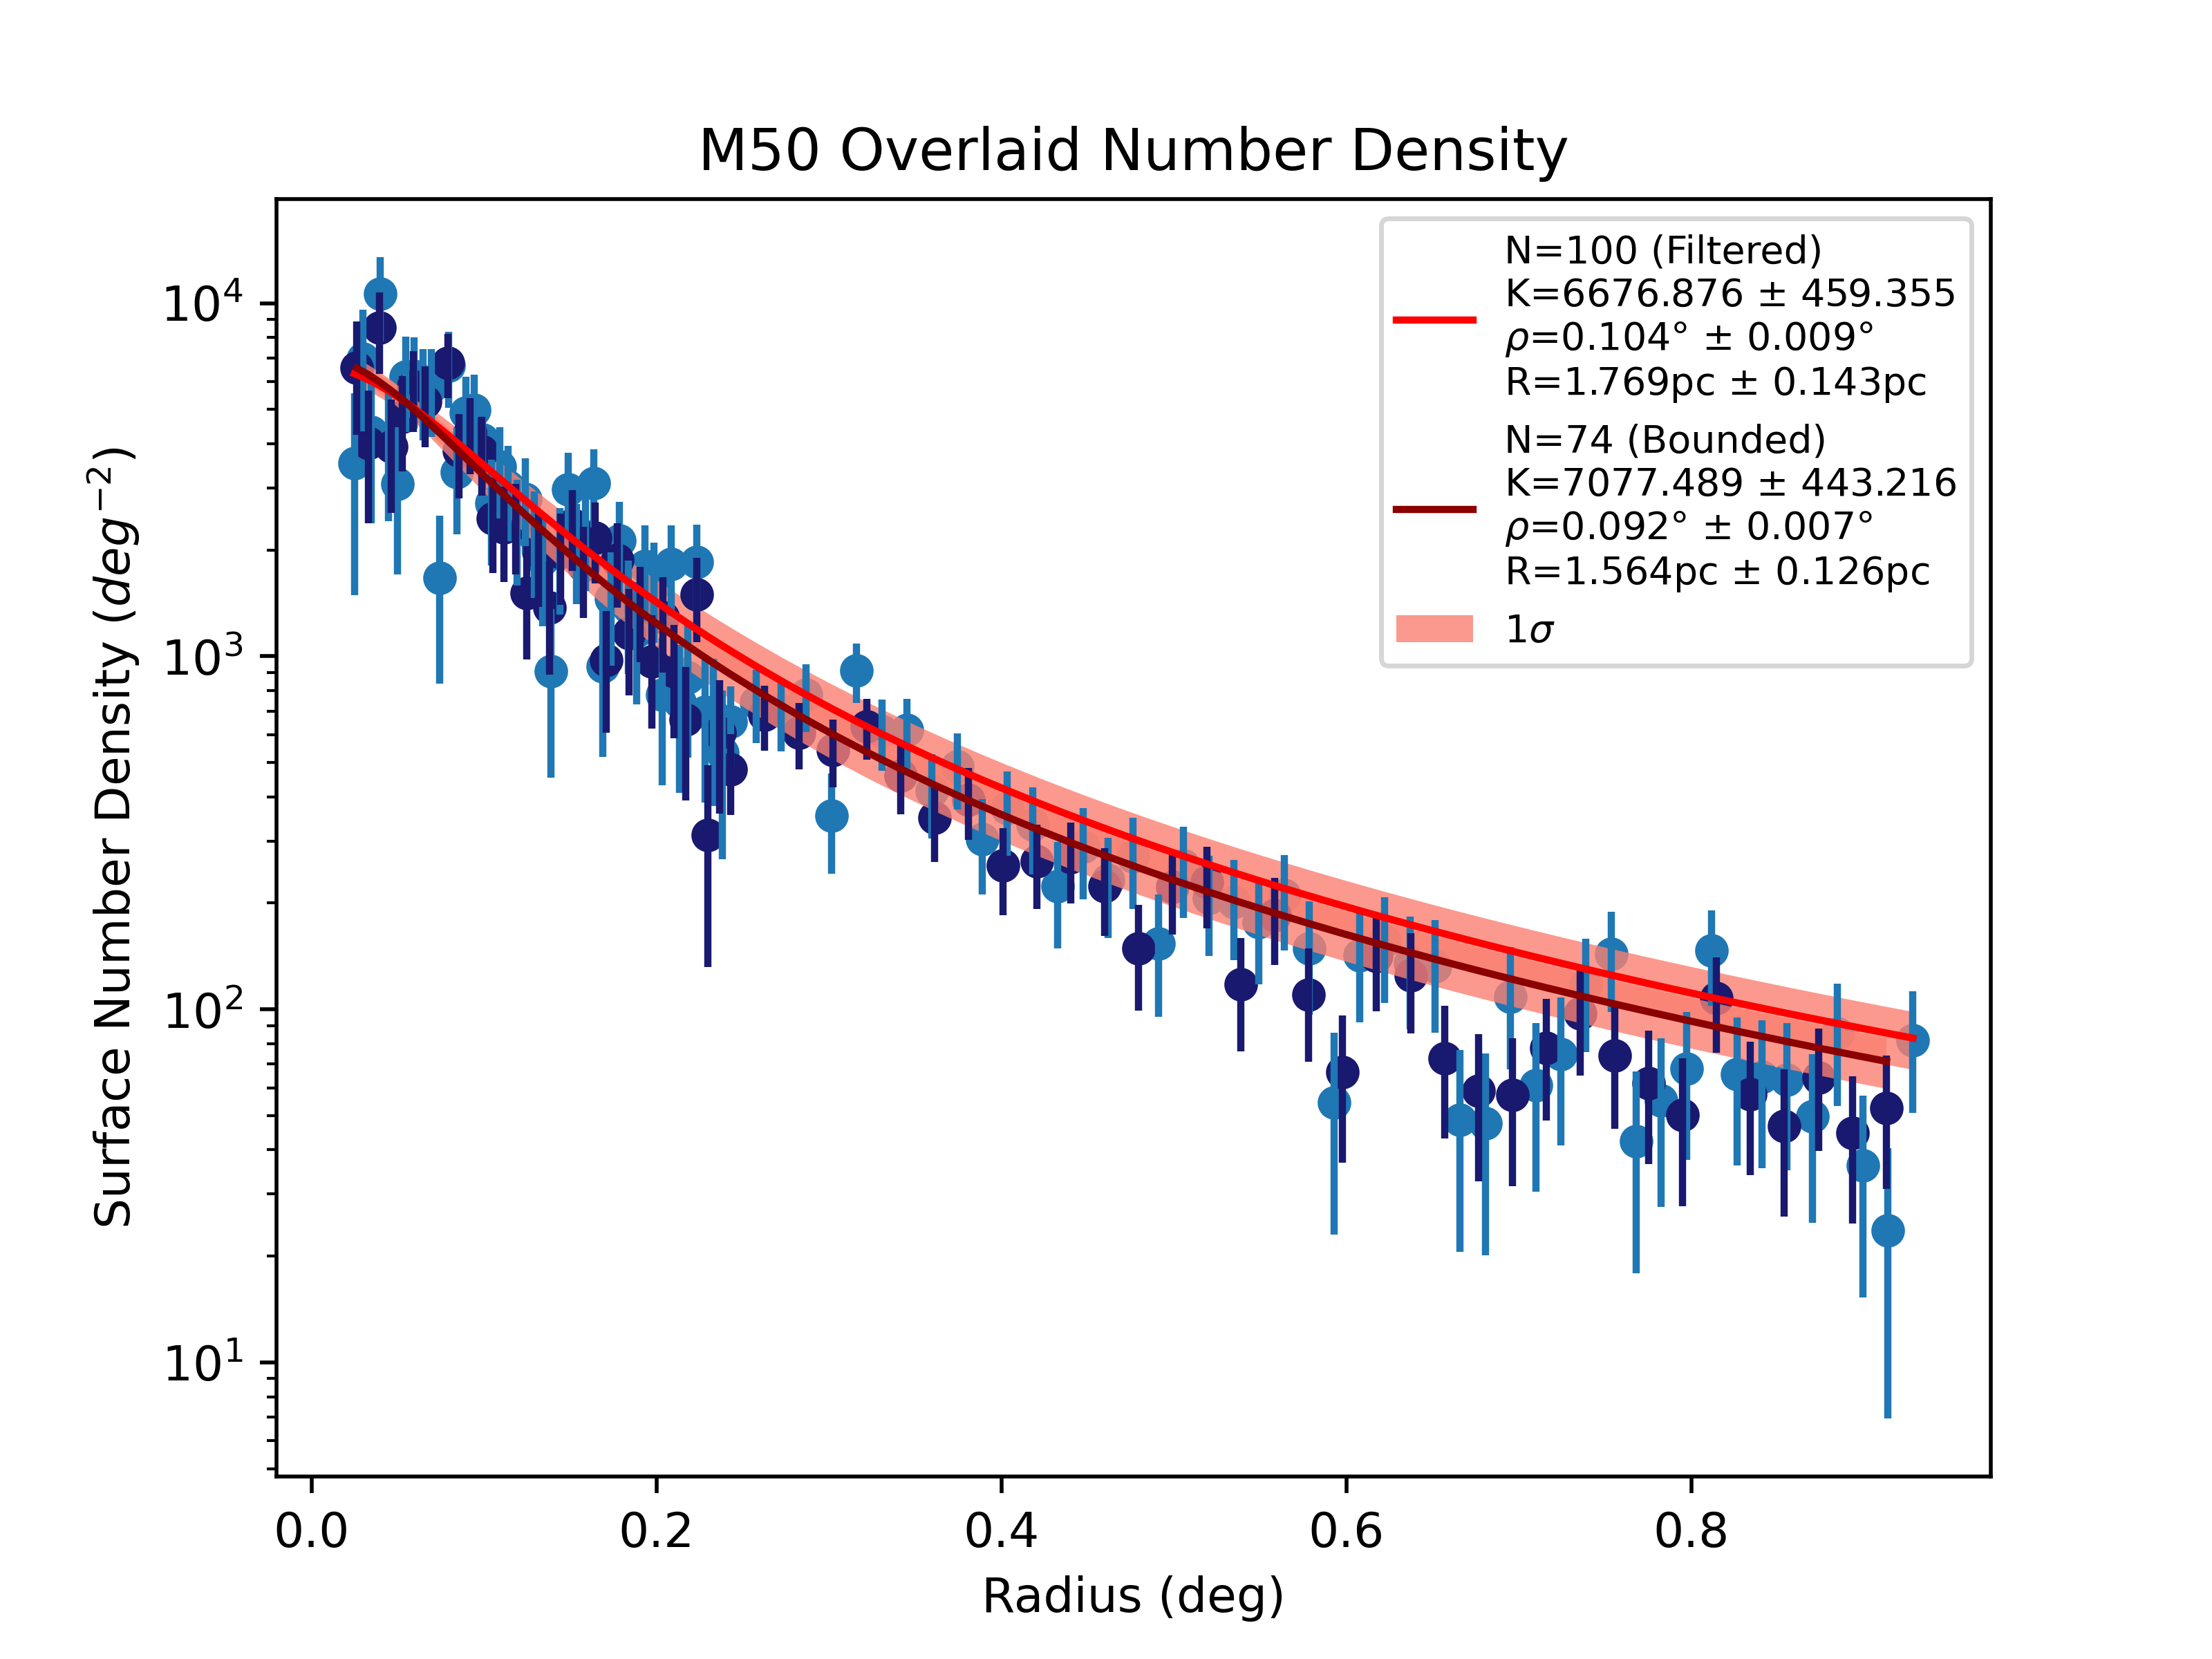 M50 Overlaid Number Density
N=100 (Filtered)
K=6676.876 ± 459.355
ρ=0.104° ± 0.009°
R=1.769pc ± 0.143pc
N=74 (Bounded)
K=7077.489 ± 443.216
ρ=0.092° ± 0.007°
R=1.564pc ± 0.126pc
1σ
Surface Number Density (deg⁻²)
10⁴
10³
10²
10¹
0.0 0.2 0.4 0.6 0.8
Radius (deg)